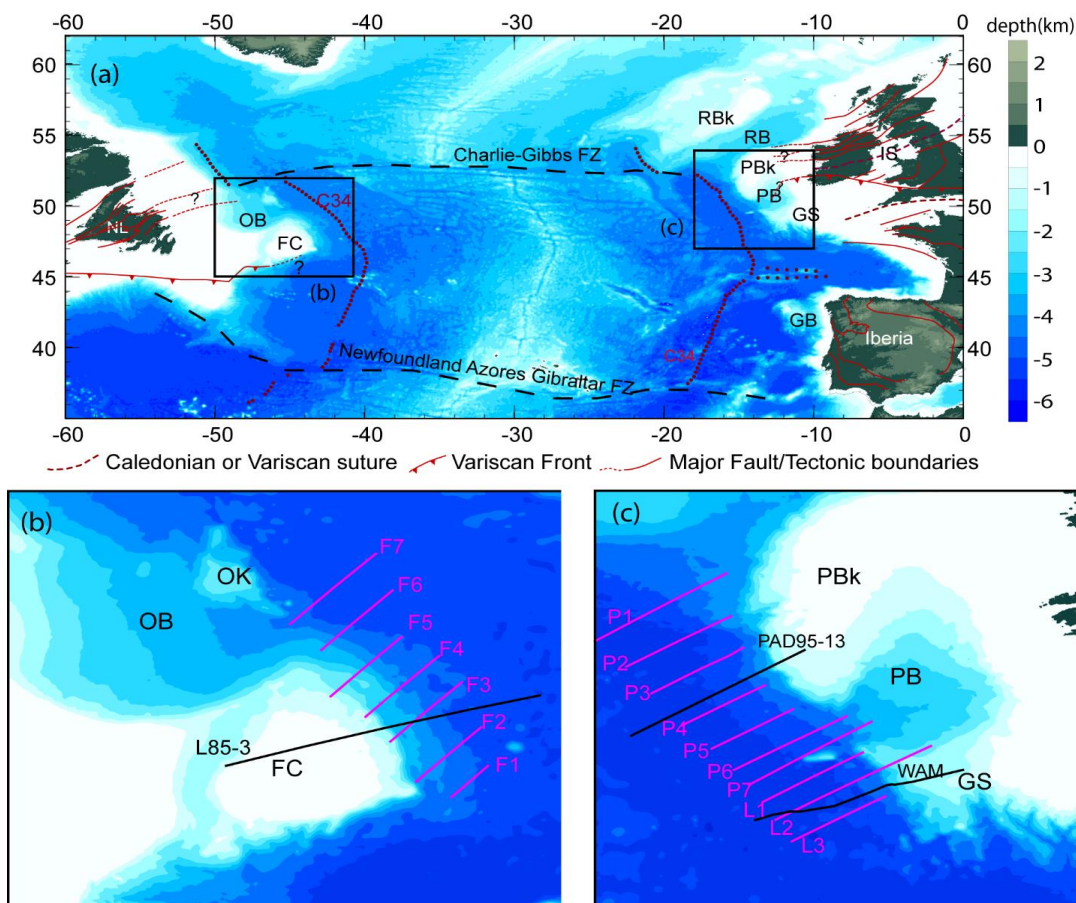 -60 -50 -40 -30 -20 -10 0
depth(km)
60 (a) 60 2
RBk 1
55 RB 55 0
Charlie-Gibbs FZ ? IS
PBk -1
? C34 ?
50 OB PB 50 -2
(c) GS
NL FC -3
?
45 (b) 45 -4
GB
Iberia -5
40 C34 40
Newfoundland Azores Gibraltar FZ -6
-60 -50 -40 -30 -20 -10 0
Caledonian or Variscan suture Variscan Front Major Fault/Tectonic boundaries
(b)
OK
OB
F7
F6
F5
F4
F3
F2
F1
L85-3
FC
(c)
PBk
P1
PAD95-13
P2
PB
P3
P4
P5
P6
P7
WAM
GS
L1
L2
L3